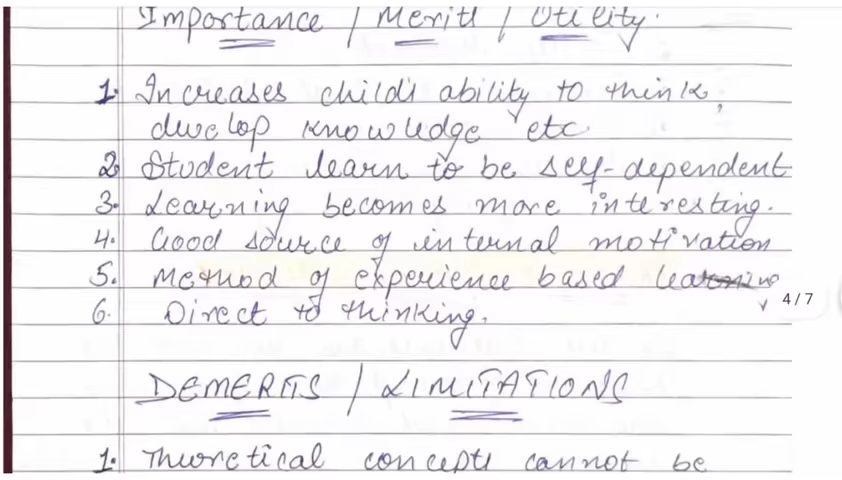 Importance / Merit / Utility.
1. Increases child's ability to think,
develop knowledge etc
2. Student learn to be self-dependent
3. Learning becomes more interesting.
4. Good source of internal motivation
5. Method of experience based learning
4 / 7
6. Direct to thinking.
DEMERITS / LIMITATIONS
1. Theoretical concepts cannot be